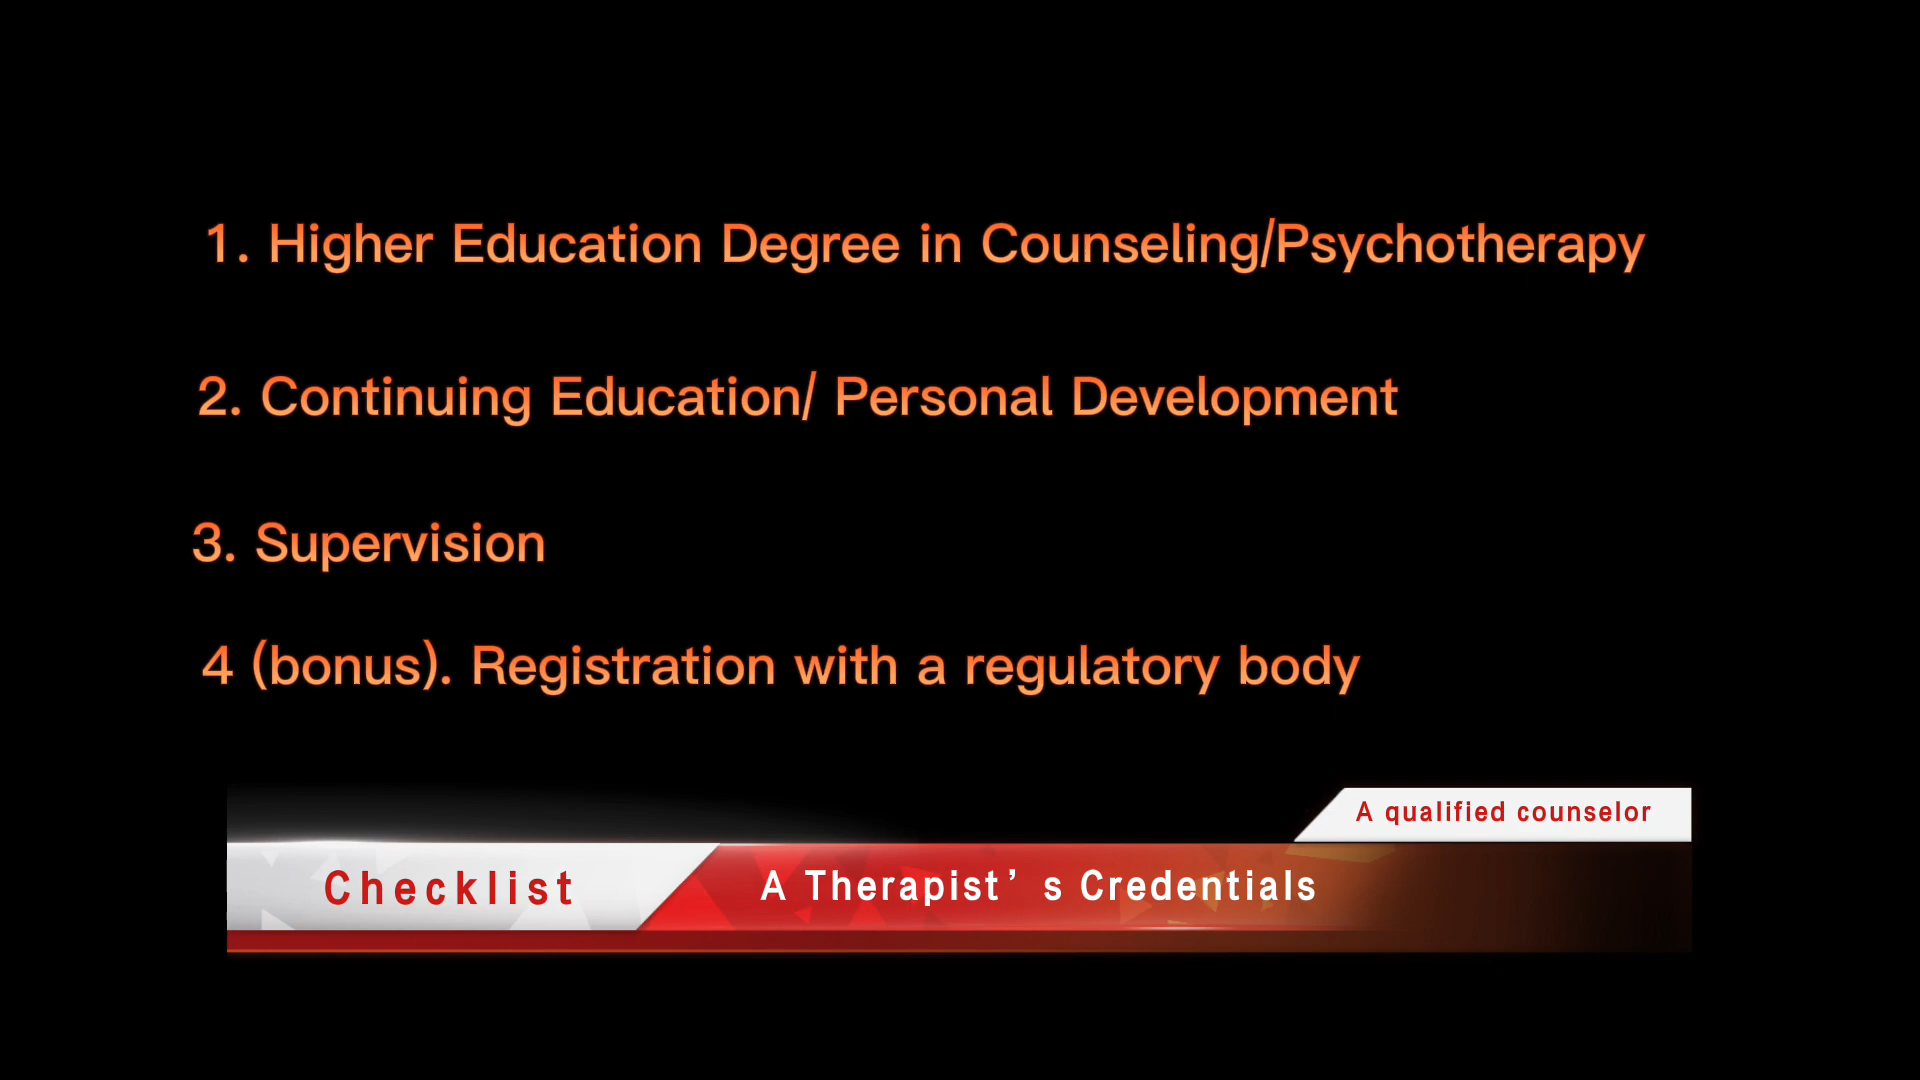 1. Higher Education Degree in Counseling/Psychotherapy
2. Continuing Education/ Personal Development
3. Supervision
4 (bonus). Registration with a regulatory body
A qualified counselor
Checklist
A Therapist’s Credentials